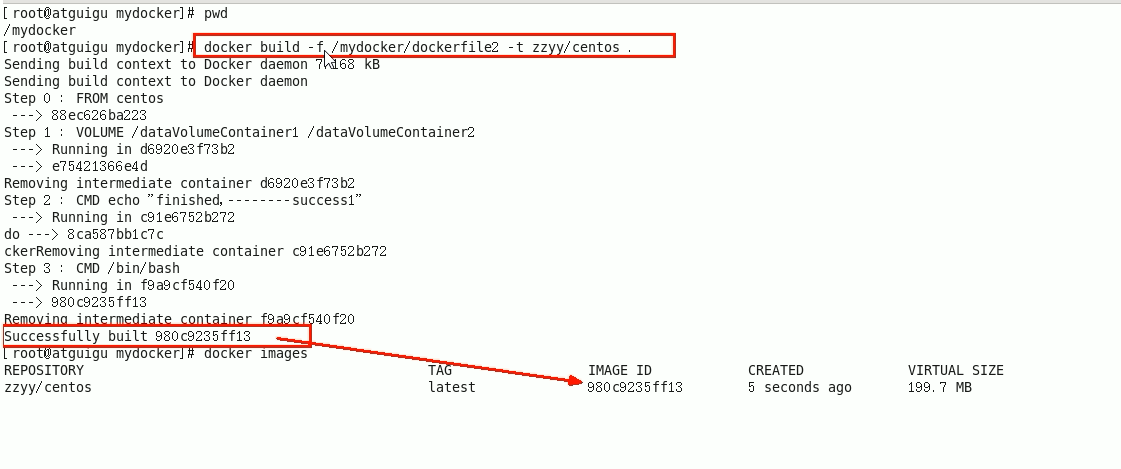 [root@atguigu mydocker]# pwd
/mydocker
[root@atguigu mydocker]# docker build -f /mydocker/dockerfile2 -t zzyy/centos .
Sending build context to Docker daemon 7.168 kB
Sending build context to Docker daemon
Step 0 : FROM centos
---> 88ec626ba223
Step 1 : VOLUME /dataVolumeContainer1 /dataVolumeContainer2
---> Running in d6920e3f73b2
---> e75421366e4d
Removing intermediate container d6920e3f73b2
Step 2 : CMD echo "finished,--------success1"
---> Running in c91e6752b272
do ---> 8ca587bb1c7c
ckerRemoving intermediate container c91e6752b272
Step 3 : CMD /bin/bash
---> Running in f9a9cf540f20
---> 980c9235ff13
Removing intermediate container f9a9cf540f20
Successfully built 980c9235ff13
[root@atguigu mydocker]# docker images
REPOSITORY TAG IMAGE ID CREATED VIRTUAL SIZE
zzyy/centos latest 980c9235ff13 5 seconds ago 199.7 MB